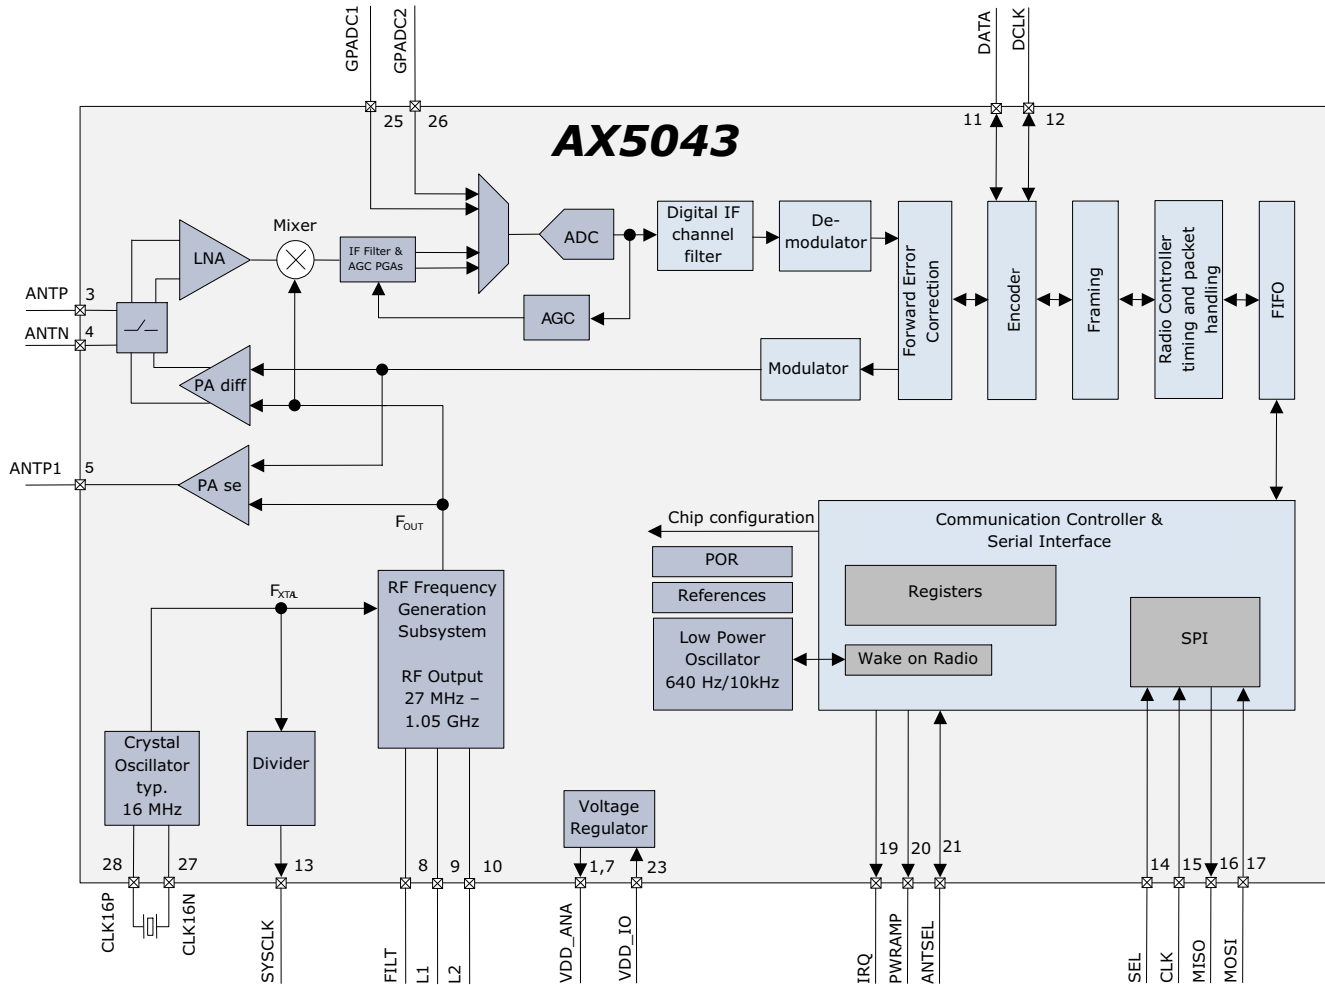 GPADC1
GPADC2
DATA
DCLK
25
26
11
12
AX5043
Mixer
LNA
IF Filter &
AGC PGAs
ADC
AGC
Digital IF
channel
filter
De-
modulator
Forward Error
Correction
Encoder
Framing
Radio Controller
timing and packet
handling
FIFO
ANTP
3
ANTN
4
PA diff
Modulator
ANTP1
5
PA se
FOUT
Chip configuration
Communication Controller &
Serial Interface
POR
References
Low Power
Oscillator
640 Hz/10kHz
Registers
Wake on Radio
SPI
FXTAL
RF Frequency
Generation
Subsystem
RF Output
27 MHz –
1.05 GHz
Crystal
Oscillator
typ.
16 MHz
Divider
Voltage
Regulator
28
27
13
8
9
10
1,7
23
19
20
21
14
15
16
17
CLK16P
CLK16N
SYSCLK
FILT
L1
L2
VDD_ANA
VDD_IO
IRQ
PWRAMP
ANTSEL
SEL
CLK
MISO
MOSI